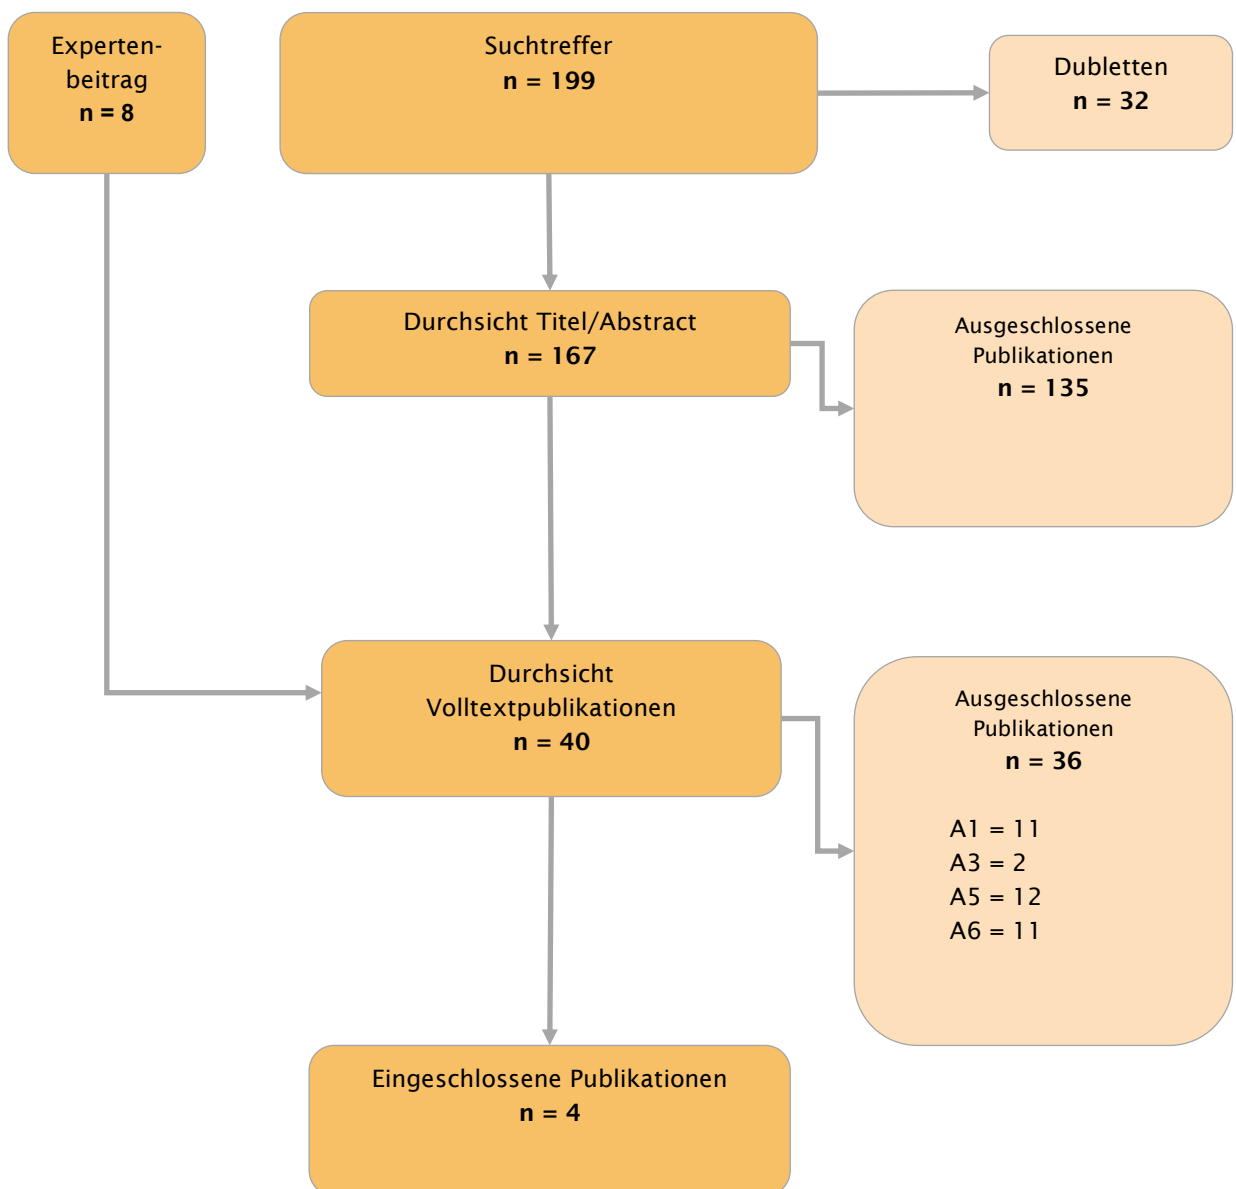 Experten-
beitrag
n = 8
Suchtreffer
n = 199
Dubletten
n = 32
Durchsicht Titel/Abstract
n = 167
Ausgeschlossene
Publikationen
n = 135
Durchsicht
Volltextpublikationen
n = 40
Ausgeschlossene
Publikationen
n = 36
A1 = 11
A3 = 2
A5 = 12
A6 = 11
Eingeschlossene Publikationen
n = 4